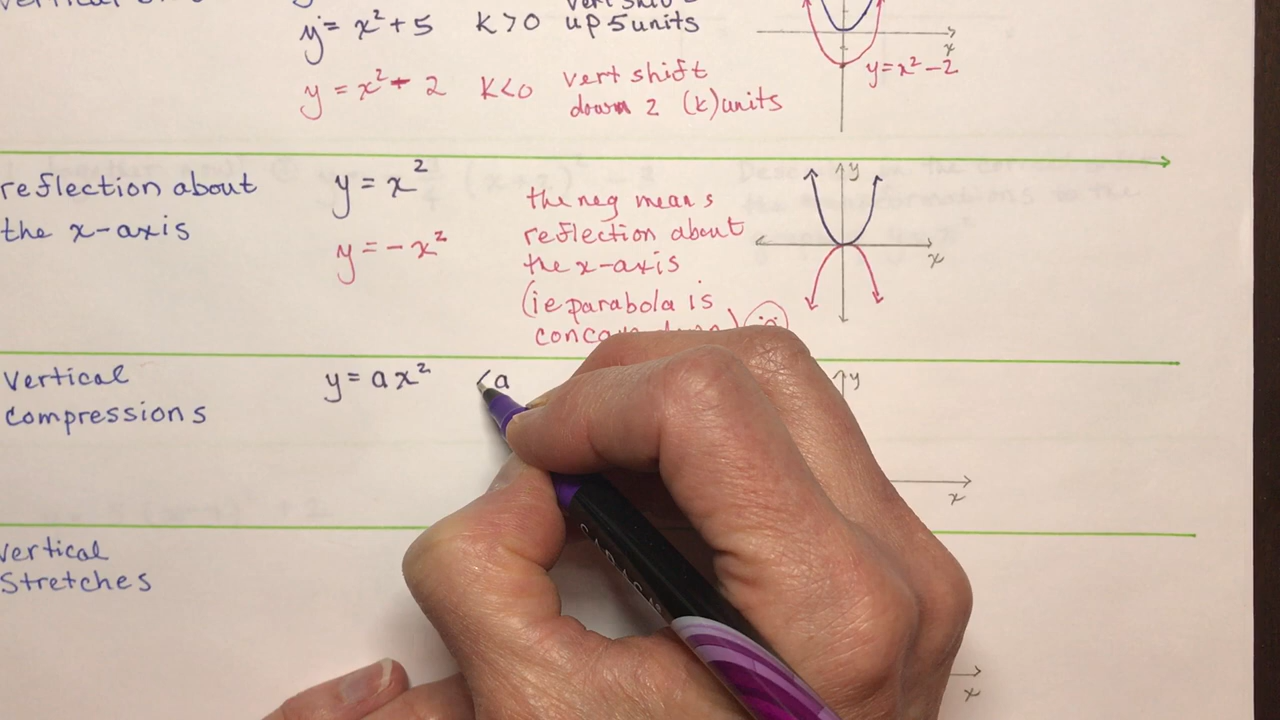 y = x² + 5 K>0 up 5 units
y = x² - 2 K<0 vert shift
down 2 (k) units
y = x² - 2
x
reflection about
the x-axis
y = x²
y = - x²
the neg means
reflection about
the x-axis
(ie parabola is
y
x
Vertical
Compressions
y = ax² <a
y
x
Vertical
Stretches
x